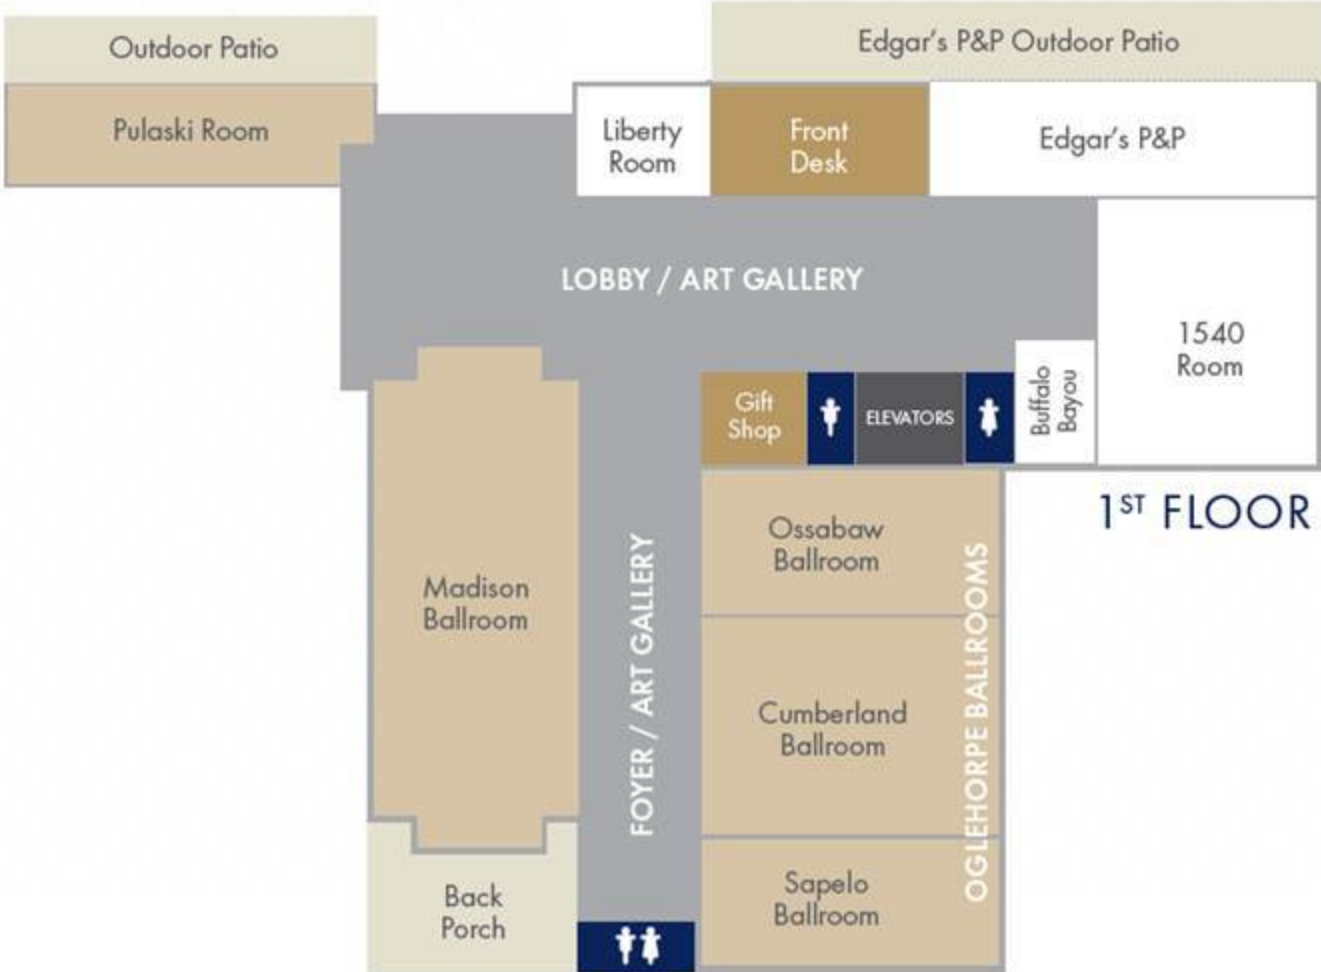 Outdoor Patio
Edgar's P&P Outdoor Patio
Pulaski Room
Liberty
Room
Front
Desk
Edgar's P&P
LOBBY / ART GALLERY
1540
Room
Gift
Shop
ELEVATORS
Buffalo
Bayou
1ST FLOOR
Ossabaw
Ballroom
Madison
Ballroom
FOYER / ART GALLERY
Cumberland
Ballroom
OGLEHORPE BALLROOMS
Sapelo
Ballroom
Back
Porch